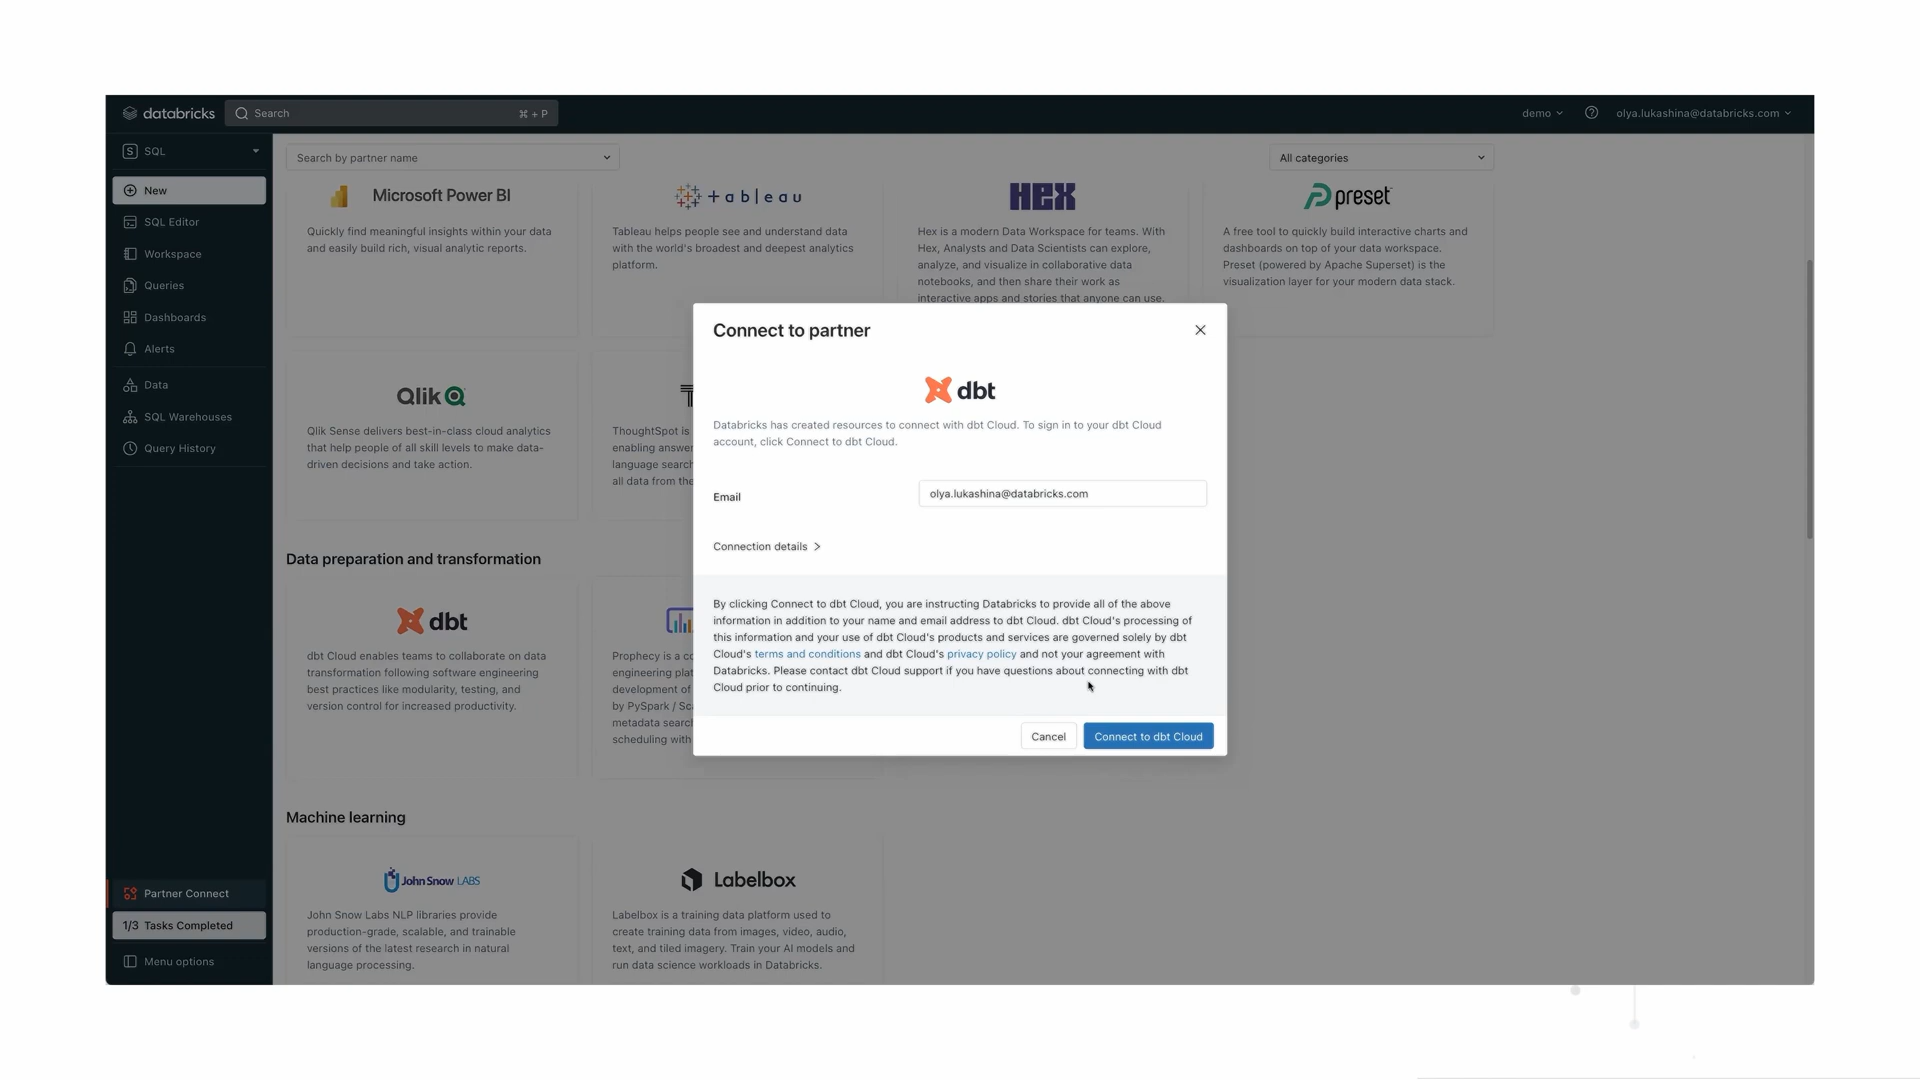 databricks
Search
⌘ + P
demo
olya.lukashina@databricks.com
S SQL
New
SQL Editor
Workspace
Queries
Dashboards
Alerts
Data
SQL Warehouses
Query History
Partner Connect
1/3 Tasks Completed
Menu options
Search by partner name
All categories
Microsoft Power BI
Quickly find meaningful insights within your data
and easily build rich, visual analytic reports.
+ableau
Tableau helps people see and understand data
with the world's broadest and deepest analytics
platform.
HEX
Hex is a modern Data Workspace for teams. With
Hex, Analysts and Data Scientists can explore,
analyze, and visualize in collaborative data
notebooks, and then share their work as
interactive apps and stories that anyone can use.
preset
A free tool to quickly build interactive charts and
dashboards on top of your data workspace.
Preset (powered by Apache Superset) is the
visualization layer for your modern data stack.
Qlik
Qlik Sense delivers best-in-class cloud analytics
that help people of all skill levels to make data-
driven decisions and take action.
ThoughtSpot is
enabling answer
language search
all data from the
Connect to partner
dbt
Databricks has created resources to connect with dbt Cloud. To sign in to your dbt Cloud
account, click Connect to dbt Cloud.
Email
olya.lukashina@databricks.com
Connection details
By clicking Connect to dbt Cloud, you are instructing Databricks to provide all of the above
information in addition to your name and email address to dbt Cloud. dbt Cloud's processing of
this information and your use of dbt Cloud's products and services are governed solely by dbt
Cloud's terms and conditions and dbt Cloud's privacy policy and not your agreement with
Databricks. Please contact dbt Cloud support if you have questions about connecting with dbt
Cloud prior to continuing.
Cancel
Connect to dbt Cloud
Data preparation and transformation
dbt
dbt Cloud enables teams to collaborate on data
transformation following software engineering
best practices like modularity, testing, and
version control for increased productivity.
Prophecy is a
engineering
development of
by PySpark /
metadata
scheduling with
Machine learning
John Snow LABS
John Snow Labs NLP libraries provide
production-grade, scalable, and trainable
versions of the latest research in natural
language processing.
Labelbox
Labelbox is a training data platform used to
create training data from images, video, audio,
text, and tiled imagery. Train your AI models and
run data science workloads in Databricks.